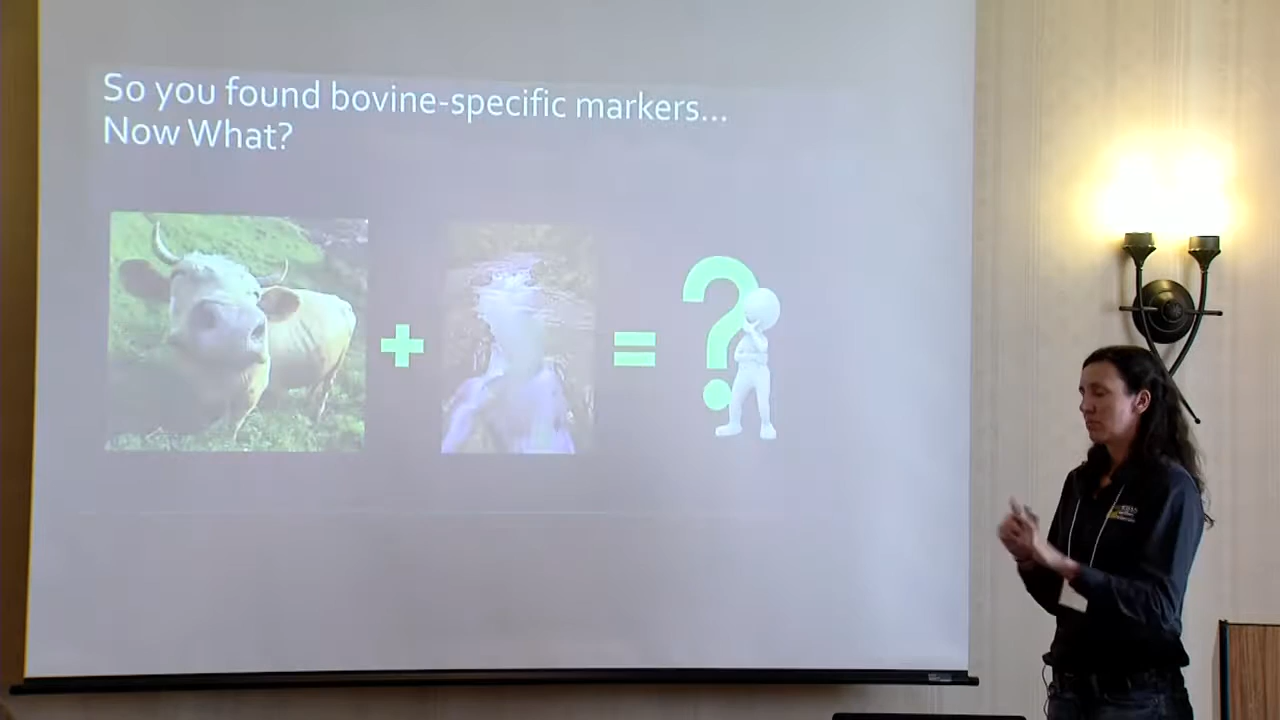 So you found bovine-specific markers...
Now What?
+
=
?